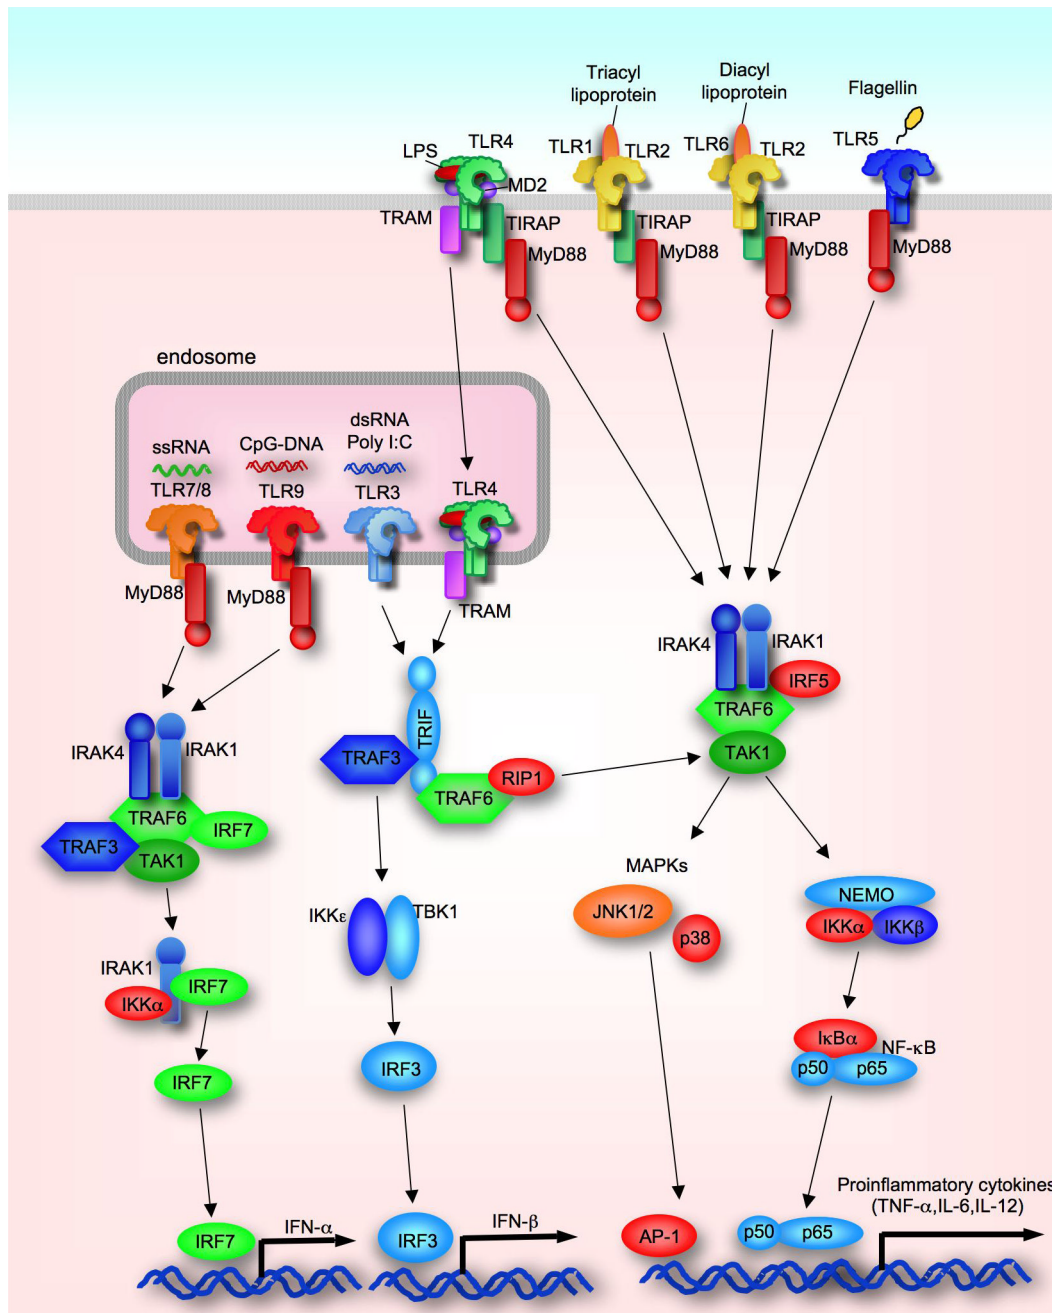 Triacyl
lipoprotein
Diacyl
lipoprotein
Flagellin
LPS
TLR4
MD2
TRAM
TIRAP
MyD88
TLR1
TLR2
TIRAP
MyD88
TLR6
TLR2
TIRAP
MyD88
TLR5
MyD88
endosome
ssRNA
TLR7/8
MyD88
CpG-DNA
TLR9
MyD88
dsRNA
Poly I:C
TLR3
TLR4
TRAM
IRAK4
IRAK1
TRAF6
TRAF3
TAK1
IRF7
IRAK1
IKKα
IRF7
IRF7
IRF7
IFN-α
TRIF
TRAF3
TRAF6
RIP1
IKKε
TBK1
IRF3
IRF3
IFN-β
IRAK4
IRAK1
IRF5
TRAF6
TAK1
MAPKs
JNK1/2
p38
NEMO
IKKα
IKKβ
IκBα
NF-κB
p50
p65
AP-1
p50
p65
Proinflammatory cytokines
(TNF-α,IL-6,IL-12)